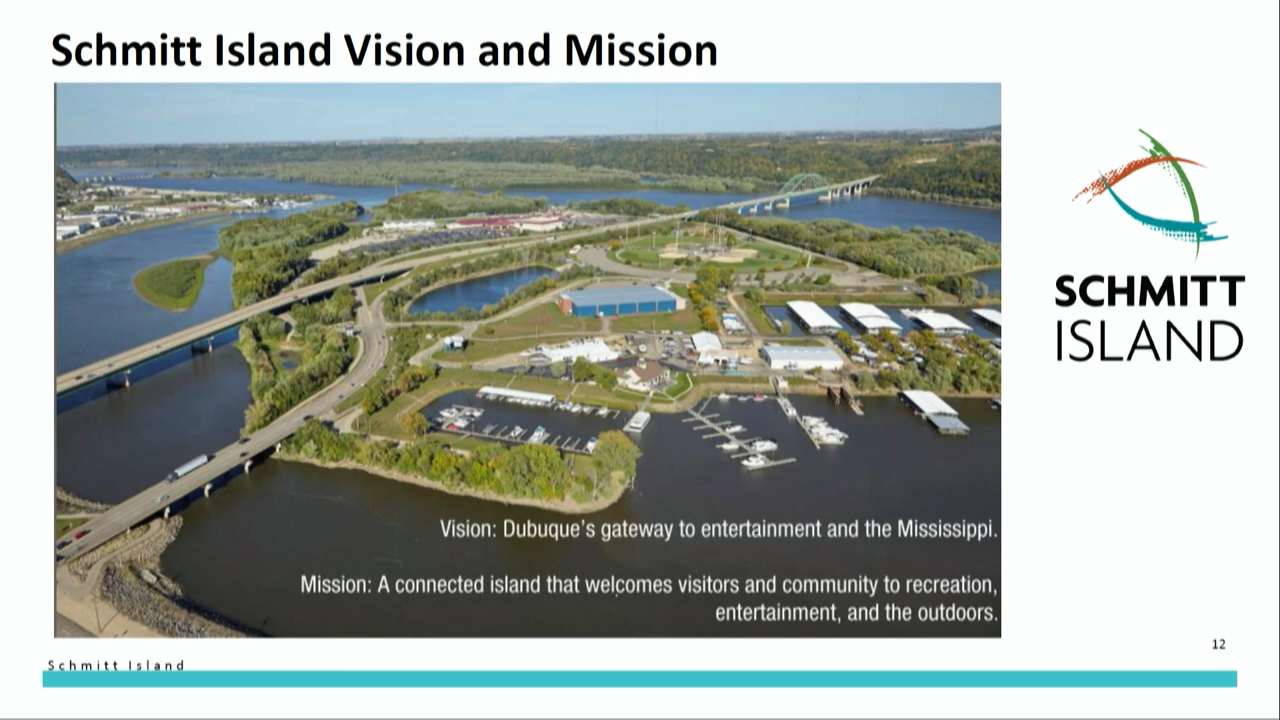 Schmitt Island Vision and Mission
SCHMITT
ISLAND
Vision: Dubuque's gateway to entertainment and the Mississippi.
Mission: A connected island that welcomes visitors and community to recreation,
entertainment, and the outdoors.
12
Schmitt Island